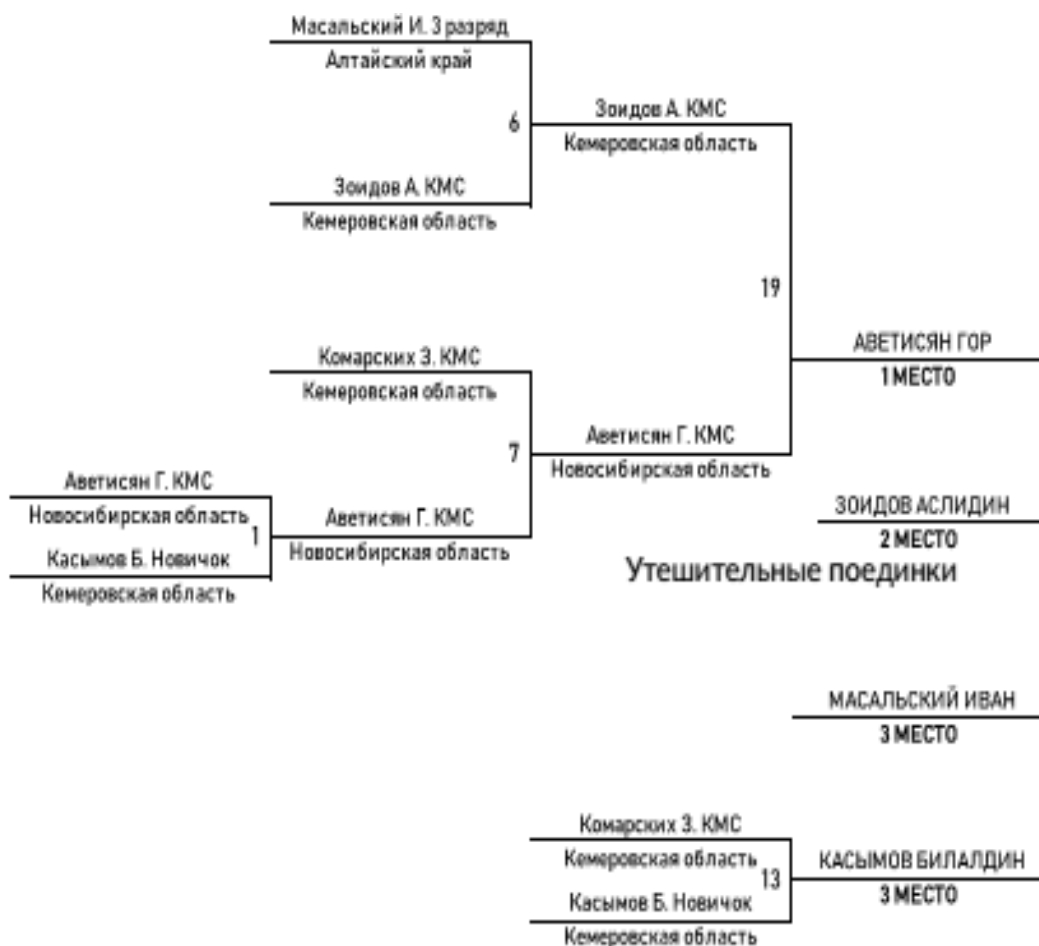 Масальский И. 3 разряд
Алтайский край
6
Зоидов А. КМС
Кемеровская область
Зоидов А. КМС
Кемеровская область
19
Комарских З. КМС
Кемеровская область
7
Аветисян Г. КМС
Новосибирская область
Аветисян Г. КМС
Новосибирская область
1
Касымов Б. Новичок
Кемеровская область
Аветисян Г. КМС
Новосибирская область
АВЕТИСЯН ГОР
1 МЕСТО
ЗОИДОВ АСЛИДИН
2 МЕСТО
Утешительные поединки
МАСАЛЬСКИЙ ИВАН
3 МЕСТО
Комарских З. КМС
Кемеровская область
13
Касымов Б. Новичок
Кемеровская область
КАСЫМОВ БИЛАЛДИН
3 МЕСТО